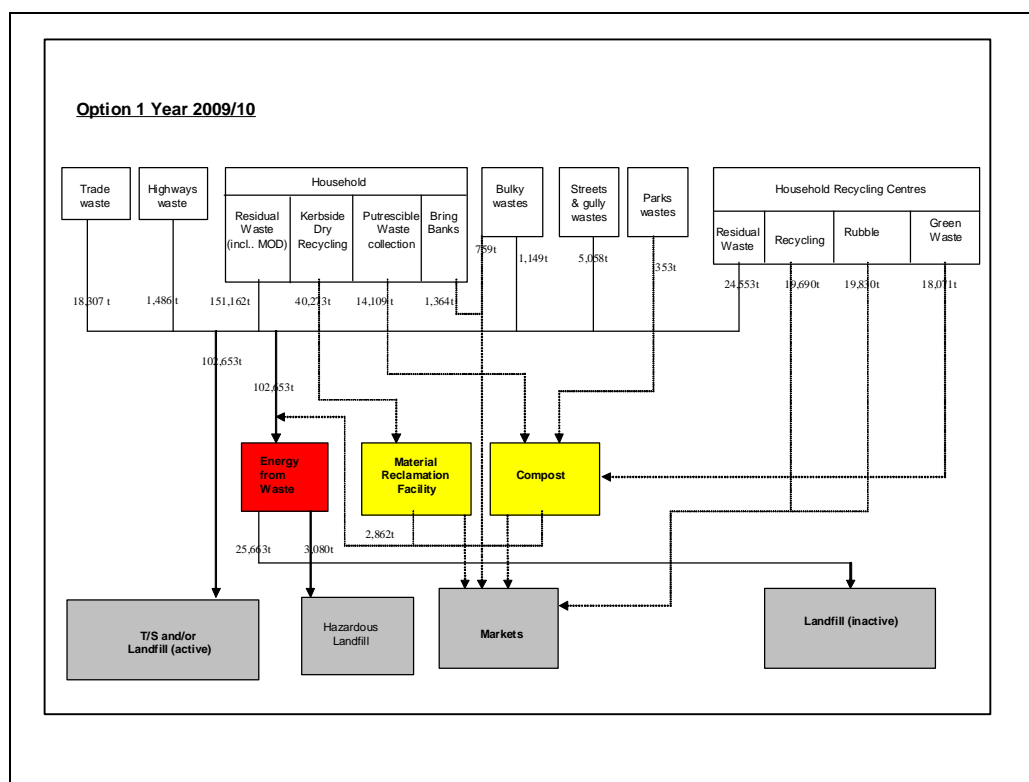 Option 1 Year 2009/10
Trade
waste
Highways
waste
Household
Residual
Waste
(incl.. MOD)
Kerbside
Dry
Recycling
Putrescible
Waste
collection
Bring
Banks
Bulky
wastes
Streets
& gully
wastes
Parks
wastes
Household Recycling Centres
Residual
Waste
Recycling
Rubble
Green
Waste
18,307 t
1,486t
151,162t
40,273t
14,109t
1,364t
759t
1,149t
5,058t
353t
24,553t
19,690t
19,830t
18,071t
102,653t
102,653t
Energy
from
Waste
Material
Reclamation
Facility
Compost
25,663t
3,080t
2,862t
T/S and/or
Landfill (active)
Hazardous
Landfill
Markets
Landfill (inactive)